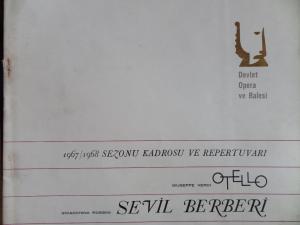 Devlet
Opera
ve Balesi
1967/1968 SEZONU KADROSU VE REPERTUVARI
GIUSEPPE VERDI OTELLO
GIOACCHINO ROSSINI SEVİL BERBERİ